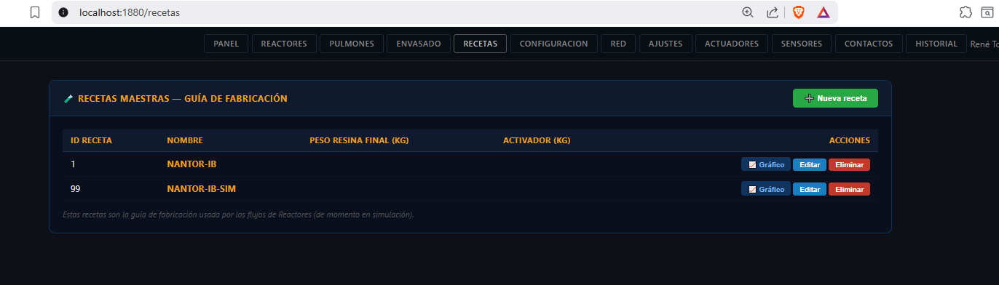 localhost:1880/recetas
PANEL REACTORES PULMONES ENVASADO RECETAS CONFIGURACION RED AJUSTES ACTUADORES SENSORES CONTACTOS HISTORIAL René To
RECETAS MAESTRAS — GUÍA DE FABRICACIÓN
Nueva receta
ID RECETA NOMBRE PESO RESINA FINAL (KG) ACTIVADOR (KG) ACCIONES
1 NANTOR-IB Gráfico Editar Eliminar
99 NANTOR-IB-SIM Gráfico Editar Eliminar
Estas recetas son la guía de fabricación usada por los flujos de Reactores (de momento en simulación).